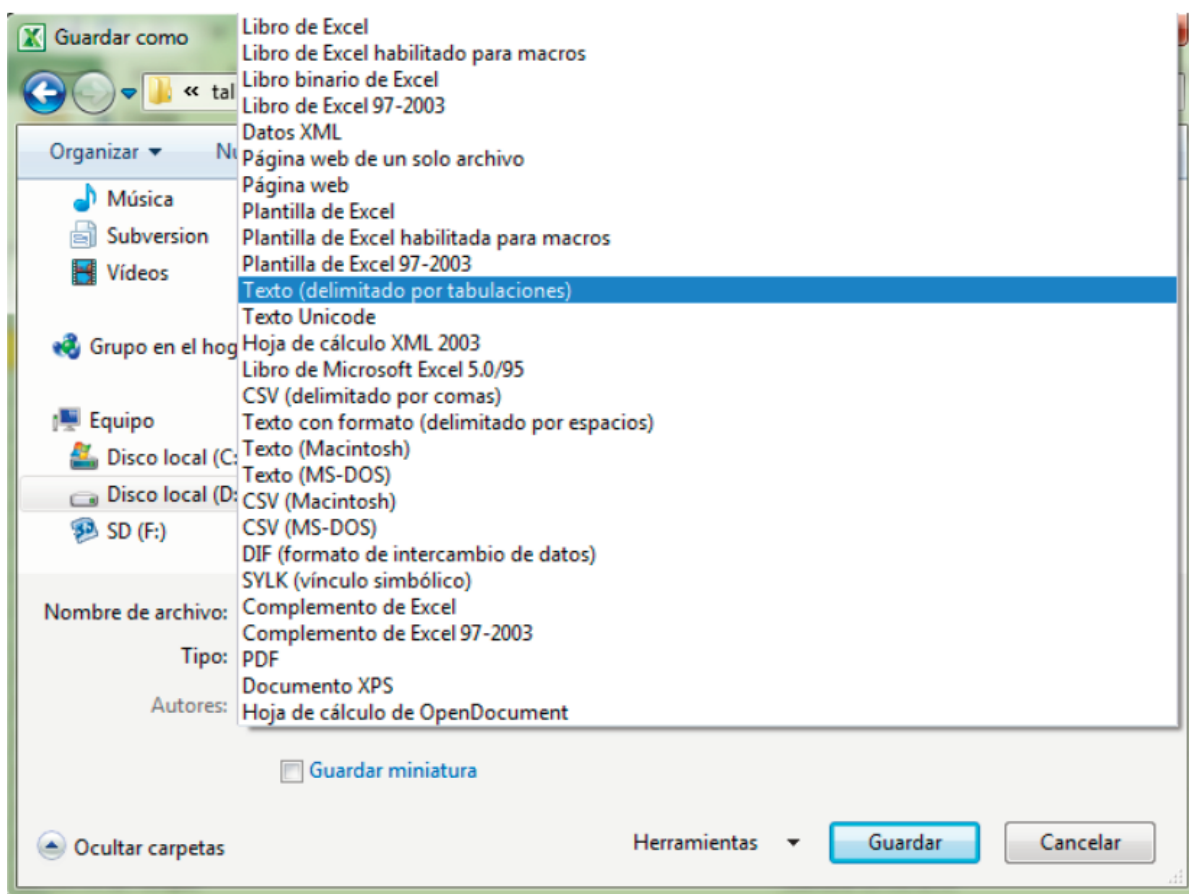 Guardar como
« tal
Organizar
Nu
Música
Subversion
Vídeos
Grupo en el hog
Equipo
Disco local (C:
Disco local (D:
SD (F:)
Libro de Excel
Libro de Excel habilitado para macros
Libro binario de Excel
Libro de Excel 97-2003
Datos XML
Página web de un solo archivo
Página web
Plantilla de Excel
Plantilla de Excel habilitada para macros
Plantilla de Excel 97-2003
Texto (delimitado por tabulaciones)
Texto Unicode
Hoja de cálculo XML 2003
Libro de Microsoft Excel 5.0/95
CSV (delimitado por comas)
Texto con formato (delimitado por espacios)
Texto (Macintosh)
Texto (MS-DOS)
CSV (Macintosh)
CSV (MS-DOS)
DIF (formato de intercambio de datos)
SYLK (vínculo simbólico)
Complemento de Excel
Complemento de Excel 97-2003
PDF
Documento XPS
Hoja de cálculo de OpenDocument
Nombre de archivo:
Tipo:
Autores:
Guardar miniatura
Ocultar carpetas
Herramientas
Guardar
Cancelar